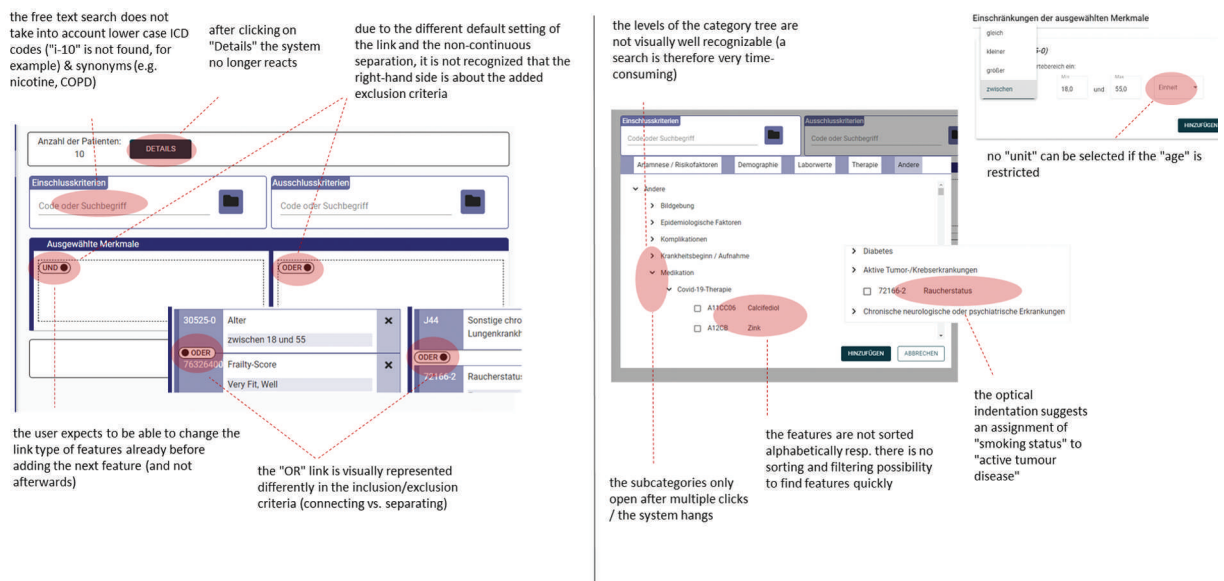 the free text search does not
take into account lower case ICD
codes ("i-10" is not found, for
example) & synonyms (e.g.
nicotine, COPD)
after clicking on
"Details" the system
no longer reacts
due to the different default setting of
the link and the non-continuous
separation, it is not recognized that the
right-hand side is about the added
exclusion criteria
Anzahl der Patienten:
10
DETAILS
Einschlusskriterien
Code oder Suchbegriff
Ausschlusskriterien
Code oder Suchbegriff
Ausgewählte Merkmale
UND
ODER
30525-0 Alter
zwischen 18 und 55
ODER
76326400 Frailty-Score
Very Fit, Well
J44 Sonstige chro
Lungenkrankh
ODER
72166-2 Raucherstatus
the user expects to be able to change the
link type of features already before
adding the next feature (and not
afterwards)
the "OR" link is visually represented
differently in the inclusion/exclusion
criteria (connecting vs. separating)
the levels of the category tree are
not visually well recognizable (a
search is therefore very time-
consuming)
Einschlusskriterien
Code oder Suchbegriff
Ausschlusskriterien
Code oder Suchbegriff
Anamnese / Risikofaktoren
Demographie
Laborwerte
Therapie
Andere
Andere
Bildgebung
Epidemiologische Faktoren
Komplikationen
Krankheitsbeginn / Aufnahme
Medikation
Covid-19-Therapie
A11CC06 Calcifediol
A12CB Zink
HINZUFÜGEN
ABBRECHEN
Diabetes
Aktive Tumor-/Krebserkrankungen
72166-2 Raucherstatus
Chronische neurologische oder psychiatrische Erkrankungen
the subcategories only
open after multiple clicks
/ the system hangs
the features are not sorted
alphabetically resp. there is no
sorting and filtering possibility
to find features quickly
the optical
indentation suggests
an assignment of
"smoking status" to
"active tumour
disease"
Einschränkungen der ausgewählten Merkmale
gleich
kleiner
größer
zwischen
5-0)
rtebereich ein:
Min
18,0
und
Max
55,0
Einheit
HINZUFÜGEN
no "unit" can be selected if the "age" is
restricted